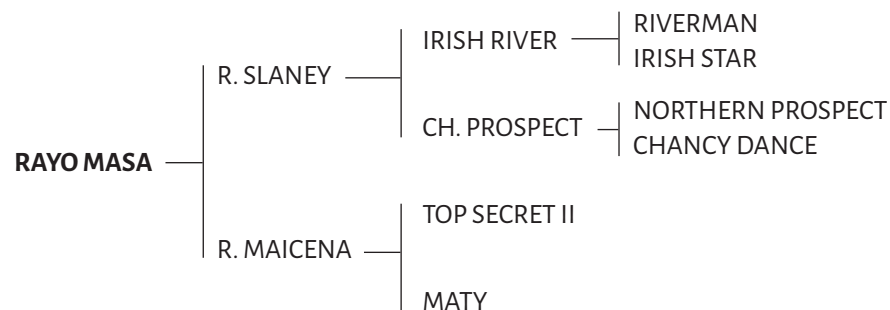 RAYO MASA
R. SLANEY
IRISH RIVER
RIVERMAN
IRISH STAR
CH. PROSPECT
NORTHERN PROSPECT
CHANCY DANCE
R. MAICENA
TOP SECRET II
MATY